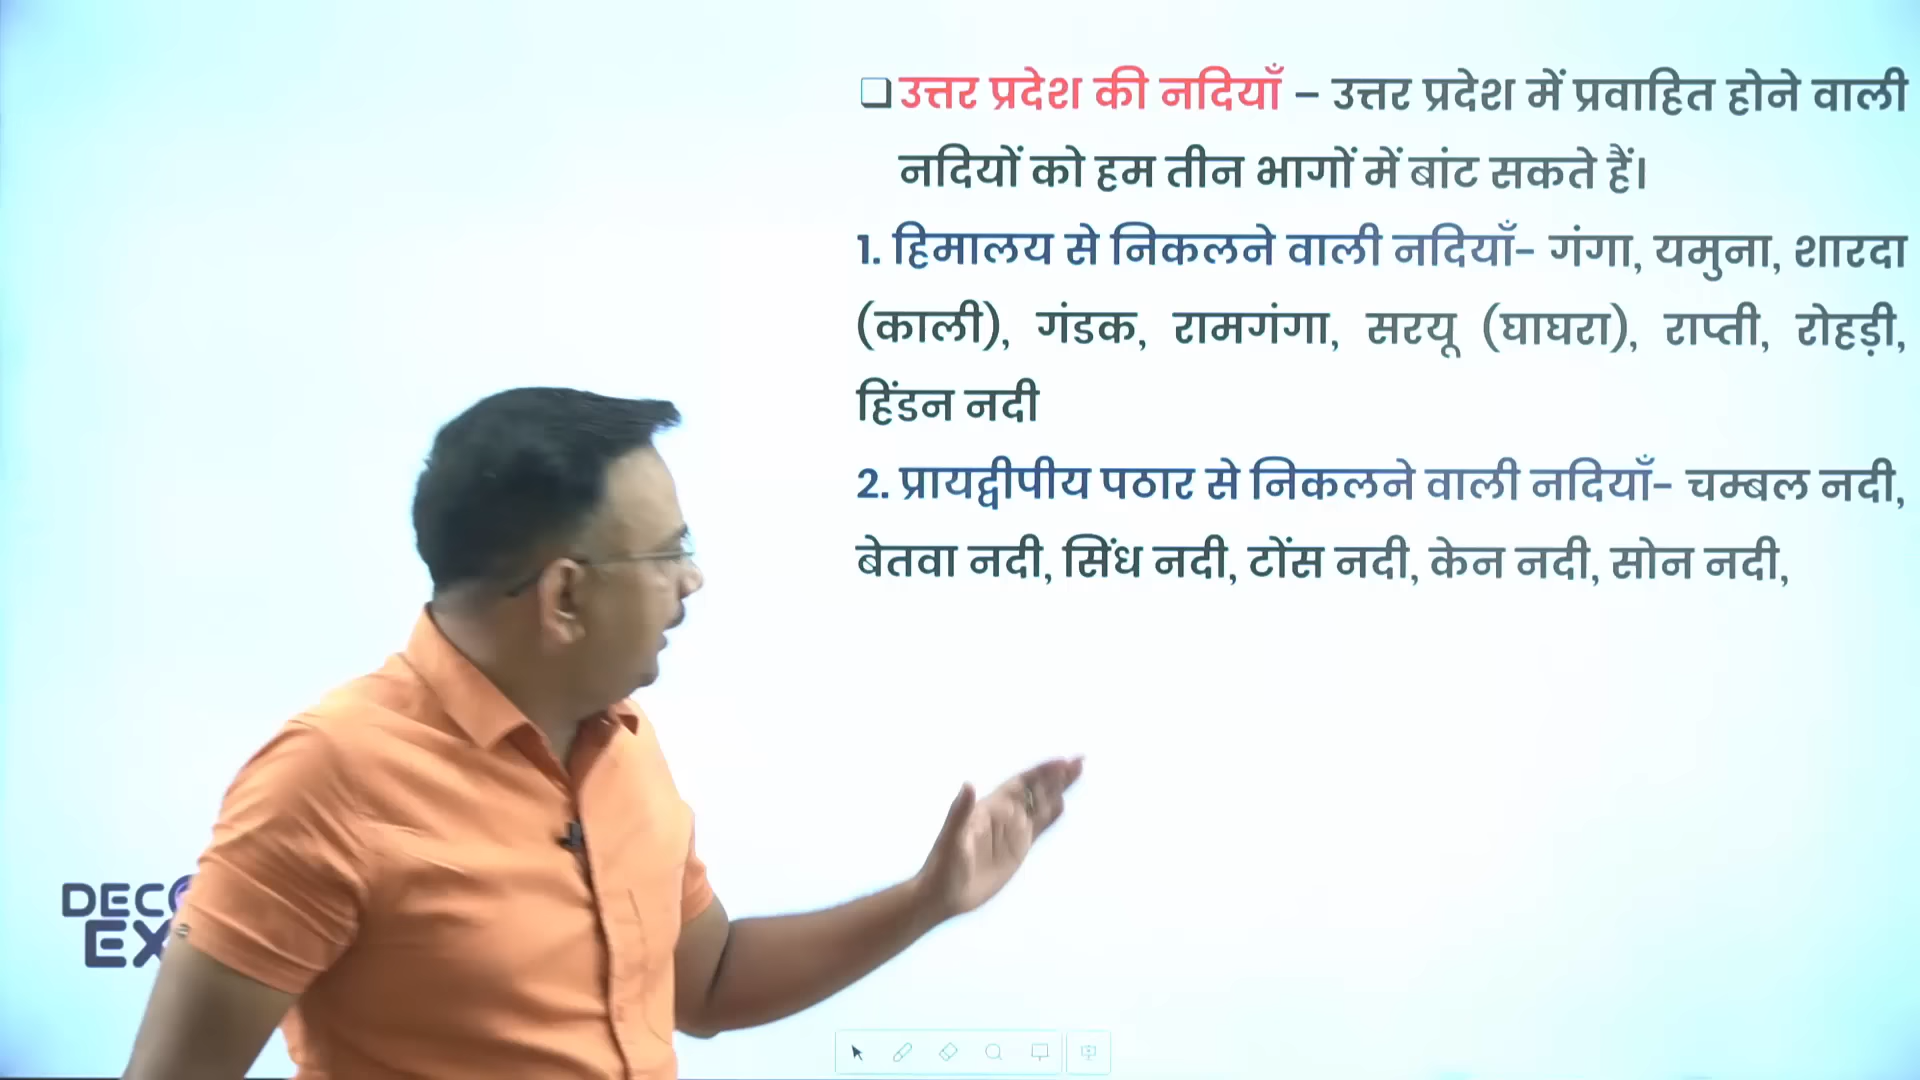 ❑उत्तर प्रदेश की नदियाँ – उत्तर प्रदेश में प्रवाहित होने वाली
नदियों को हम तीन भागों में बांट सकते हैं।
1. हिमालय से निकलने वाली नदियाँ- गंगा, यमुना, शारदा
(काली), गंडक, रामगंगा, सरयू (घाघरा), राप्ती, रोहड़ी,
हिंडन नदी
2. प्रायद्वीपीय पठार से निकलने वाली नदियाँ- चम्बल नदी,
बेतवा नदी, सिंध नदी, टोंस नदी, केन नदी, सोन नदी,